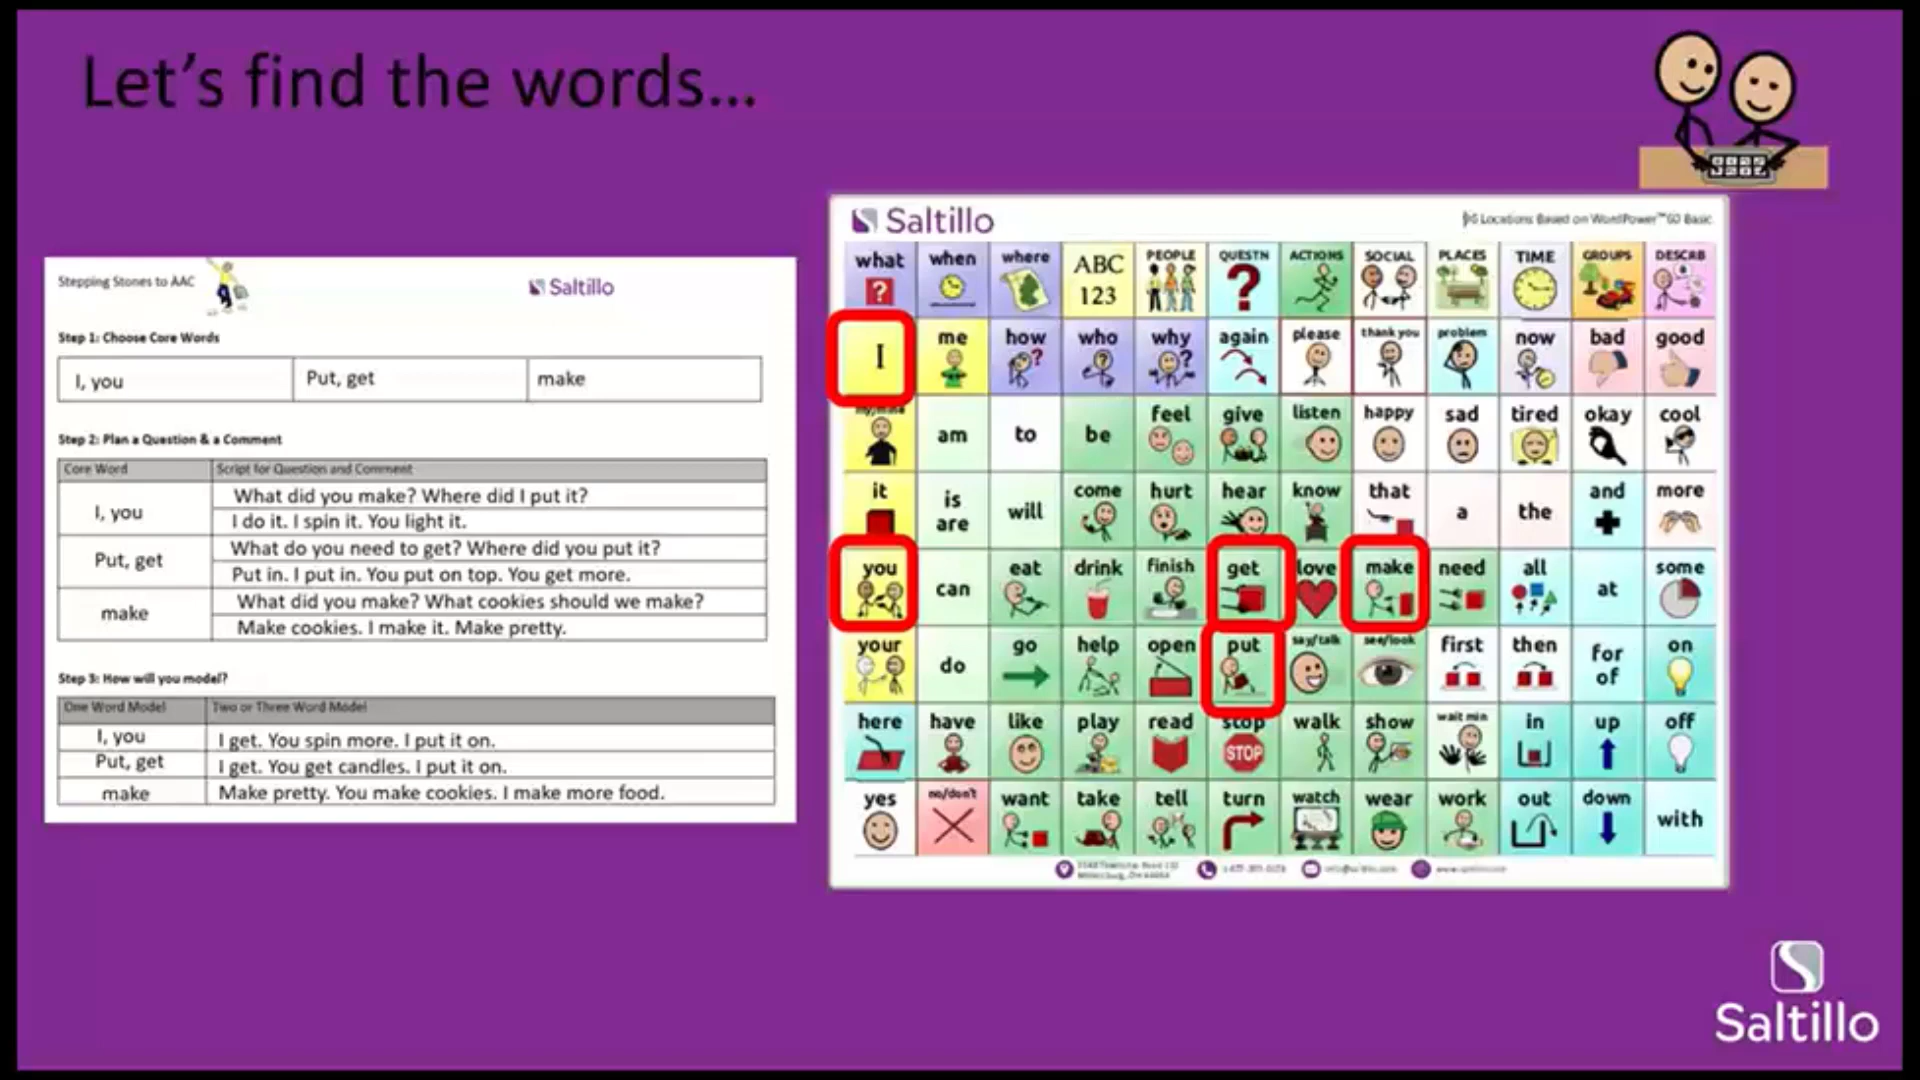 Let's find the words...
Stepping Stones to AAC
Saltillo
Step 1: Choose Core Words
I, you Put, get make
Step 2: Plan a Question & a Comment
Core Word Script for Question and Comment
I, you
What did you make? Where did I put it?
I do it. I spin it. You light it.
Put, get
What do you need to get? Where did you put it?
Put in. I put in. You put on top. You get more.
make
What did you make? What cookies should we make?
Make cookies. I make it. Make pretty.
Step 3: How will you model?
One Word Model Two or Three Word Model
I, you I get. You spin more. I put it on.
Put, get I get. You get candles. I put it on.
make Make pretty. You make cookies. I make more food.
Saltillo
Locations Based on WordPower™60 Basic
what when where ABC 123 PEOPLE QUESTN ACTIONS SOCIAL PLACES TIME GROUPS DESCRB
?
I me how who why again please thank you problem now bad good
my/mine am to be feel give listen happy sad tired okay cool
it is are will come hurt hear know that a the and more
you can eat drink finish get love make need all at some
your do go help open put say/talk see/look first then for of on
here have like play read stop walk show wait min in up off
STOP
yes no/don't want take tell turn watch wear work out down with
Saltillo